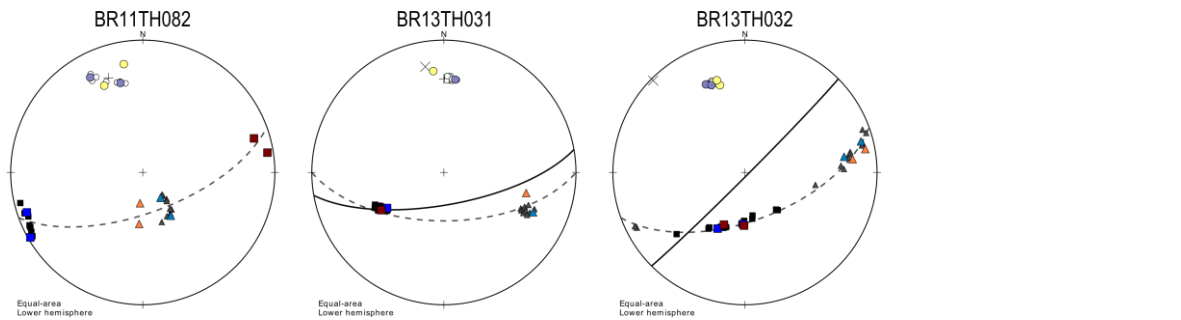 BR11TH082
BR13TH031
BR13TH032
N
N
N
Equal-area
Lower hemisphere
Equal-area
Lower hemisphere
Equal-area
Lower hemisphere